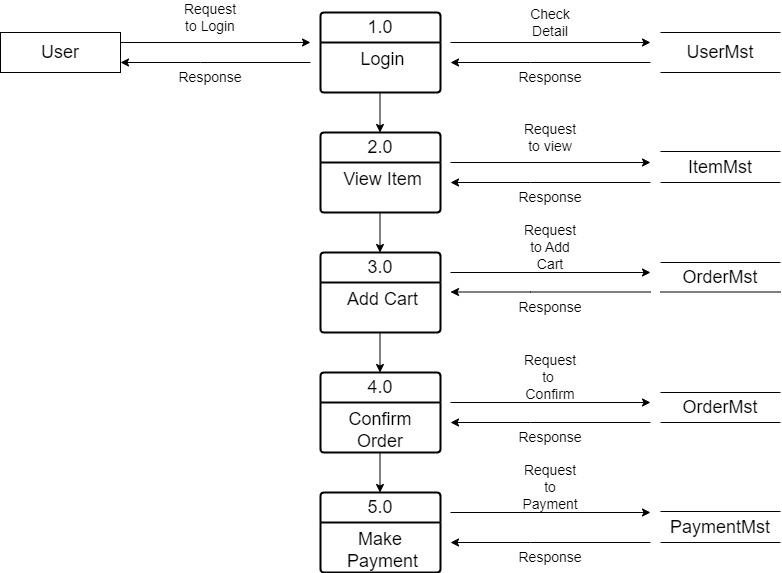 Request
to Login
User
Response
1.0
Login
Check
Detail
UserMst
Response
2.0
View Item
Request
to view
ItemMst
Response
3.0
Add Cart
Request
to Add
Cart
OrderMst
Response
4.0
Confirm
Order
Request
to
Confirm
OrderMst
Response
5.0
Make
Payment
Request
to
Payment
PaymentMst
Response